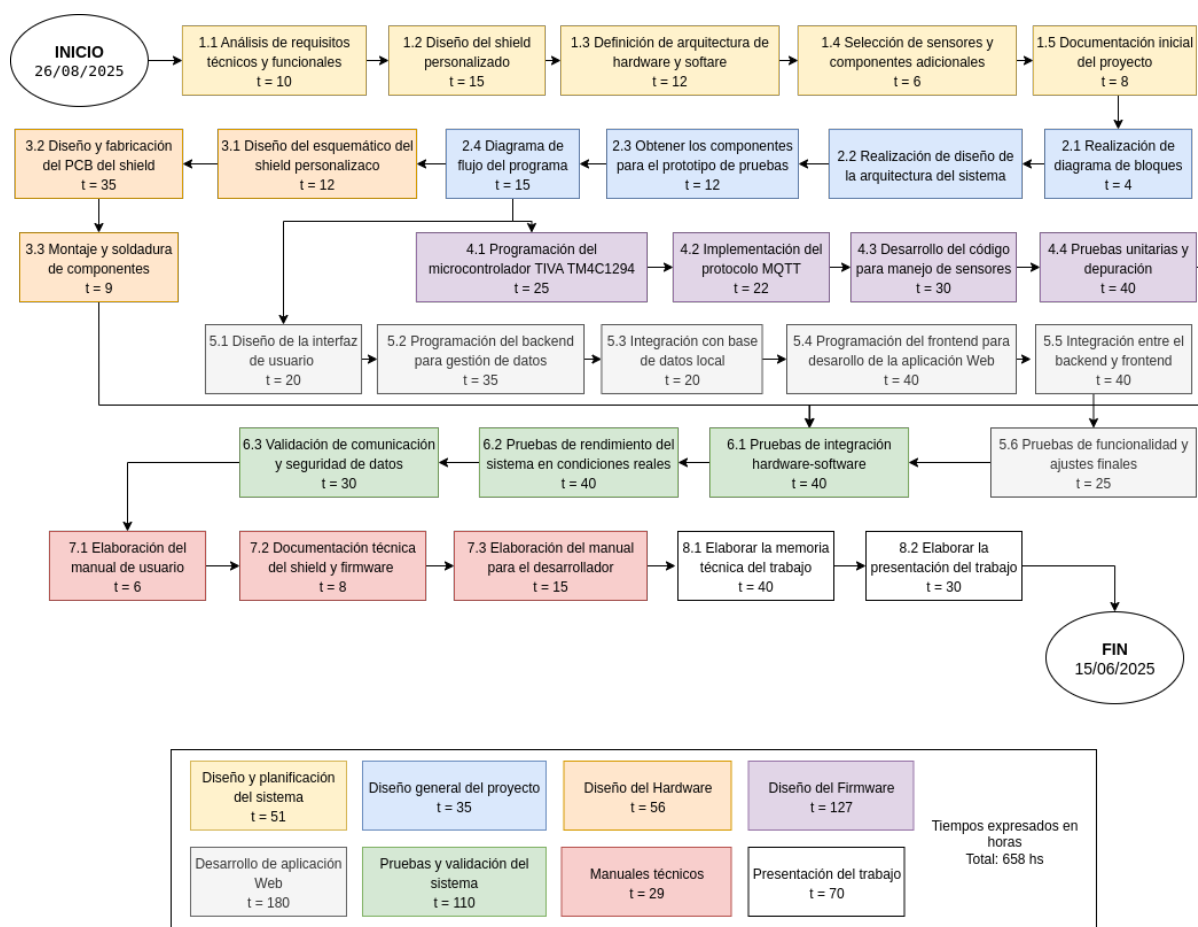 INICIO
26/08/2025
1.1 Análisis de requisitos
técnicos y funcionales
t = 10
1.2 Diseño del shield
personalizado
t = 15
1.3 Definición de arquitectura de
hardware y softare
t = 12
1.4 Selección de sensores y
componentes adicionales
t = 6
1.5 Documentación inicial
del proyecto
t = 8
2.1 Realización de
diagrama de bloques
t = 4
2.2 Realización de diseño de
la arquitectura del sistema
2.3 Obtener los componentes
para el prototipo de pruebas
t = 12
2.4 Diagrama de
flujo del programa
t = 15
3.1 Diseño del esquemático del
shield personalizaco
t = 12
3.2 Diseño y fabricación
del PCB del shield
t = 35
3.3 Montaje y soldadura
de componentes
t = 9
4.1 Programación del
microcontrolador TIVA TM4C1294
t = 25
4.2 Implementación del
protocolo MQTT
t = 22
4.3 Desarrollo del código
para manejo de sensores
t = 30
4.4 Pruebas unitarias y
depuración
t = 40
5.1 Diseño de la interfaz
de usuario
t = 20
5.2 Programación del backend
para gestión de datos
t = 35
5.3 Integración con base
de datos local
t = 20
5.4 Programación del frontend para
desarollo de la aplicación Web
t = 40
5.5 Integración entre el
backend y frontend
t = 40
5.6 Pruebas de funcionalidad y
ajustes finales
t = 25
6.1 Pruebas de integración
hardware-software
t = 40
6.2 Pruebas de rendimiento del
sistema en condiciones reales
t = 40
6.3 Validación de comunicación
y seguridad de datos
t = 30
7.1 Elaboración del
manual de usuario
t = 6
7.2 Documentación técnica
del shield y firmware
t = 8
7.3 Elaboración del manual
para el desarrollador
t = 15
8.1 Elaborar la memoria
técnica del trabajo
t = 40
8.2 Elaborar la
presentación del trabajo
t = 30
FIN
15/06/2025
Diseño y planificación
del sistema
t = 51
Diseño general del proyecto
t = 35
Diseño del Hardware
t = 56
Diseño del Firmware
t = 127
Desarrollo de aplicación
Web
t = 180
Pruebas y validación del
sistema
t = 110
Manuales técnicos
t = 29
Presentación del trabajo
t = 70
Tiempos expresados en
horas
Total: 658 hs